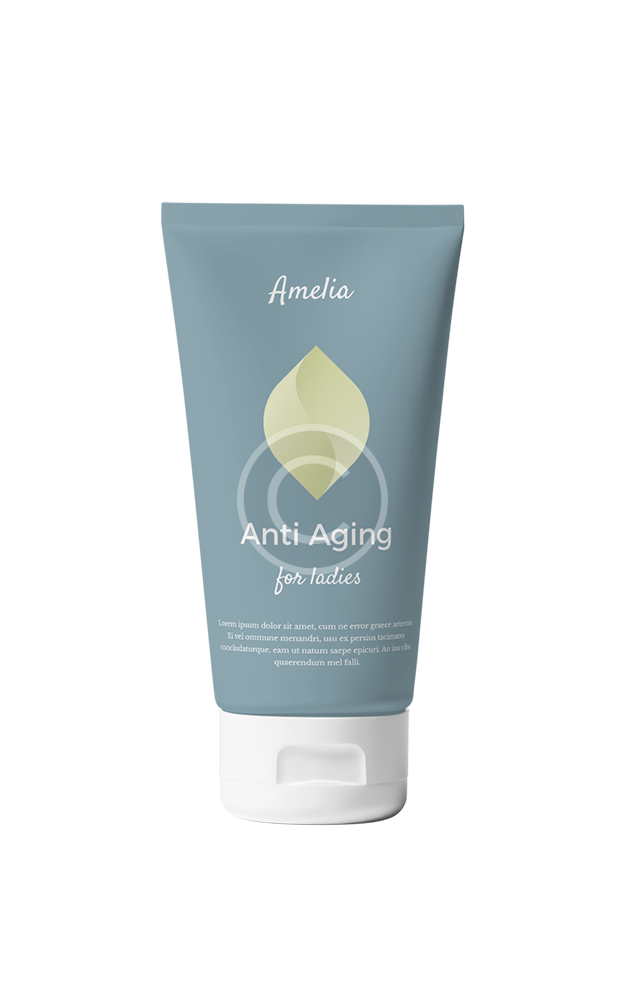 Amelia
©
Anti Aging
for ladies
Lorem ipsum dolor sit amet, cum ne error graece aeterno
Ei vel ommune menandri, usu ex persius tacimates
concludaturque. eam ut natum saepe epicuri. An ius cibo
quaerendum mel falli.